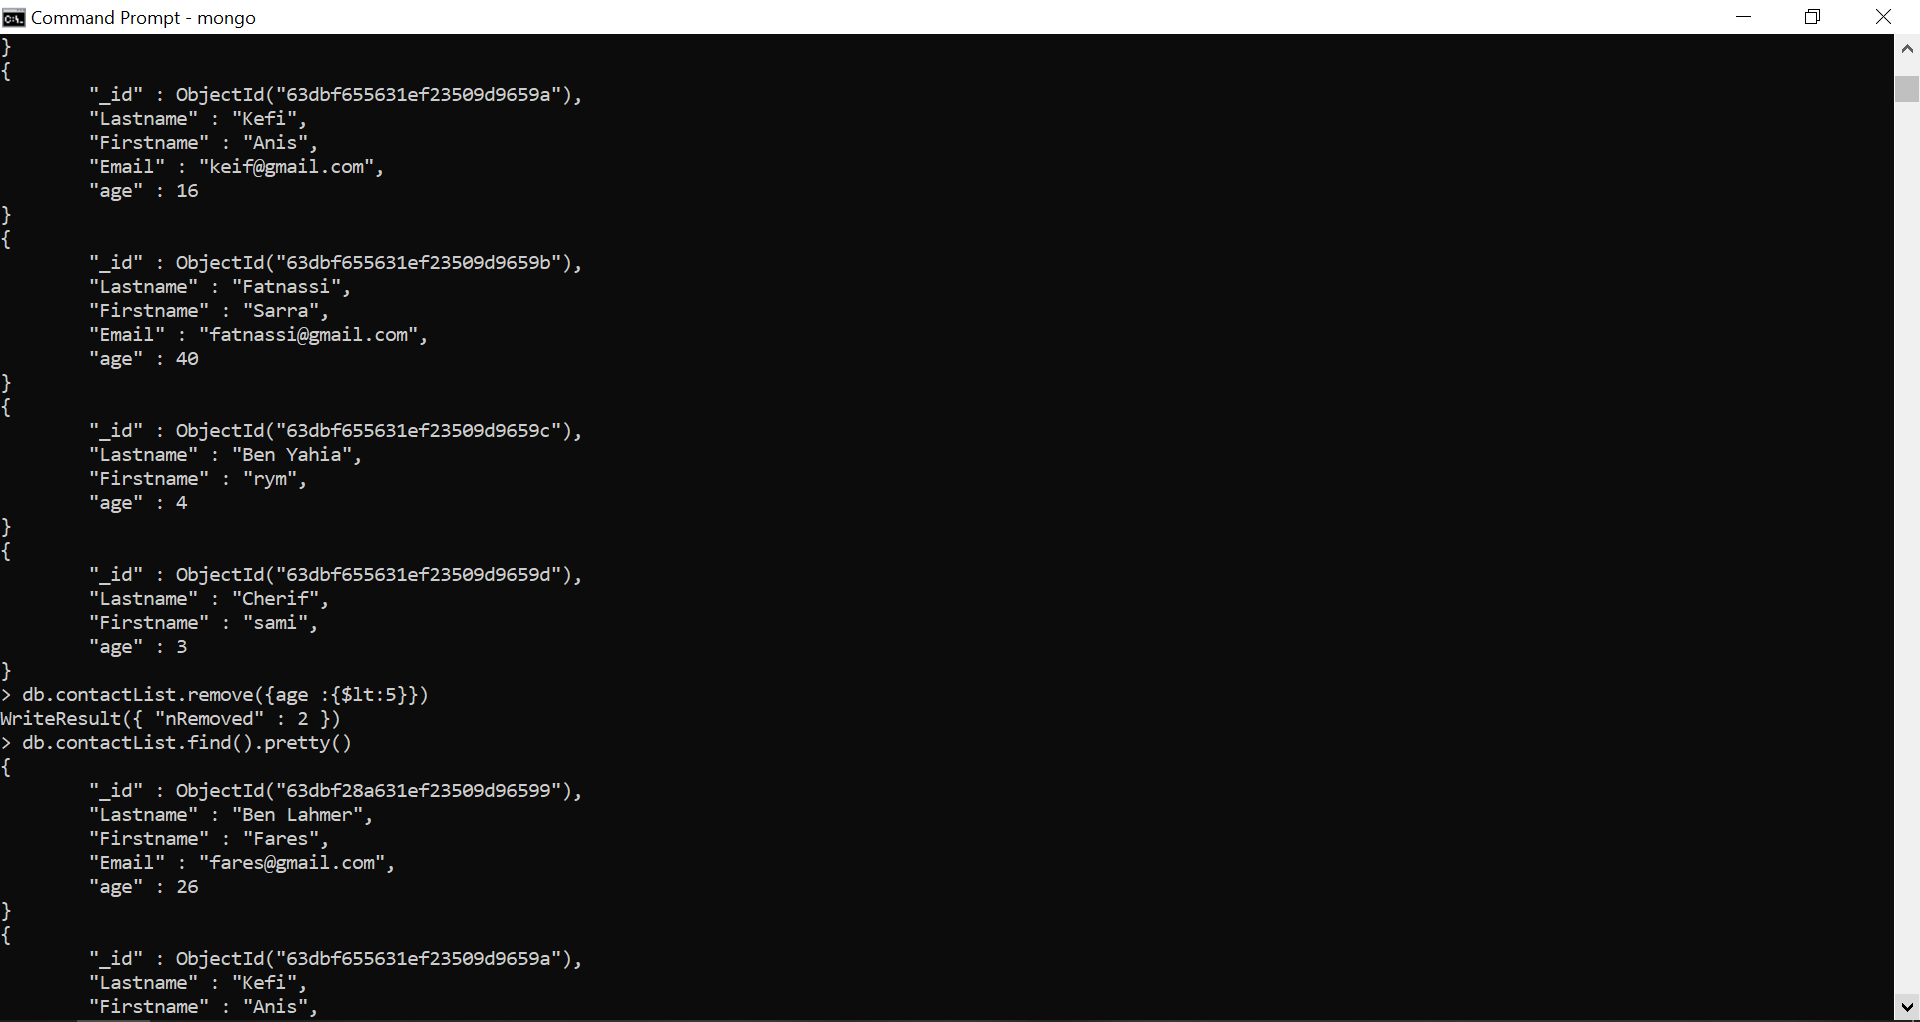 Command Prompt - mongo
}
{
"_id" : ObjectId("63dbf655631ef23509d9659a"),
"Lastname" : "Kefi",
"Firstname" : "Anis",
"Email" : "keif@gmail.com",
"age" : 16
}
{
"_id" : ObjectId("63dbf655631ef23509d9659b"),
"Lastname" : "Fatnassi",
"Firstname" : "Sarra",
"Email" : "fatnassi@gmail.com",
"age" : 40
}
{
"_id" : ObjectId("63dbf655631ef23509d9659c"),
"Lastname" : "Ben Yahia",
"Firstname" : "rym",
"age" : 4
}
{
"_id" : ObjectId("63dbf655631ef23509d9659d"),
"Lastname" : "Cherif",
"Firstname" : "sami",
"age" : 3
}
> db.contactList.remove({age :{$lt:5}})
WriteResult({ "nRemoved" : 2 })
> db.contactList.find().pretty()
{
"_id" : ObjectId("63dbf28a631ef23509d96599"),
"Lastname" : "Ben Lahmer",
"Firstname" : "Fares",
"Email" : "fares@gmail.com",
"age" : 26
}
{
"_id" : ObjectId("63dbf655631ef23509d9659a"),
"Lastname" : "Kefi",
"Firstname" : "Anis",